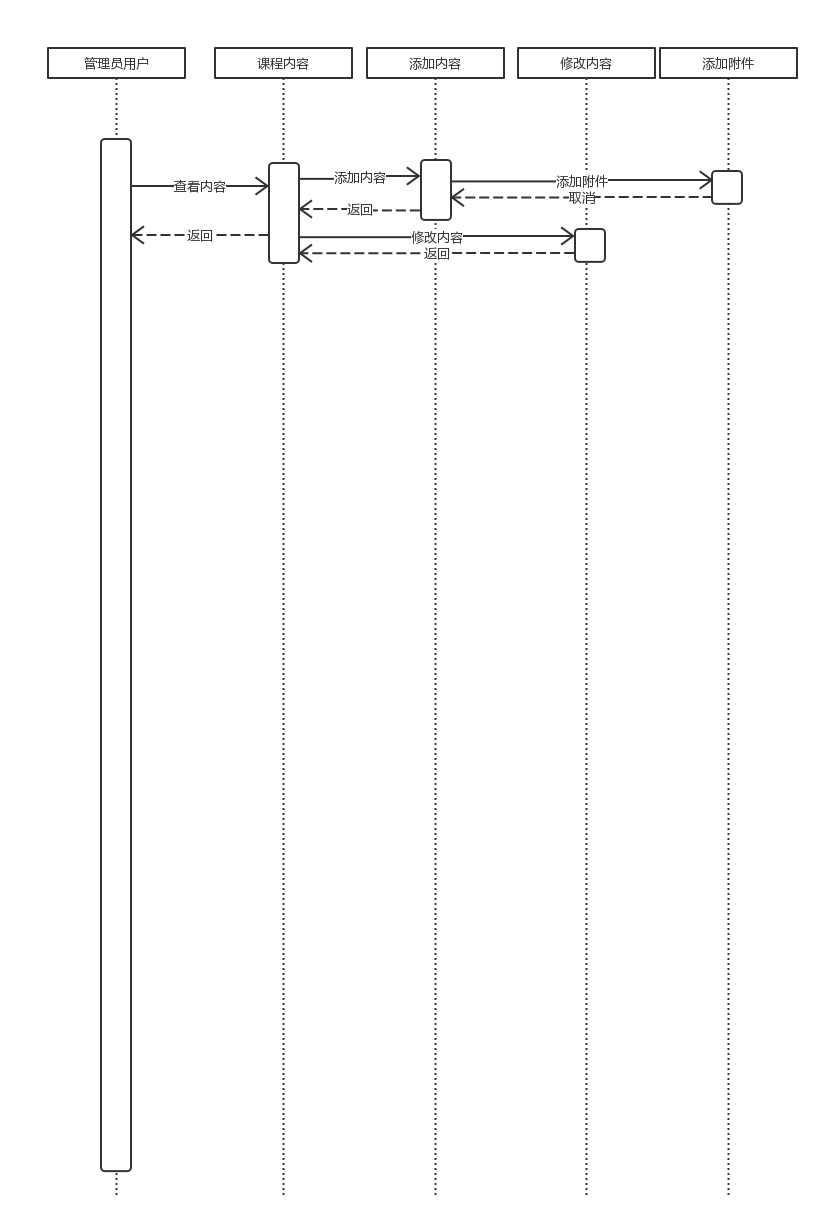 管理员用户
课程内容
添加内容
修改内容
添加附件
查看内容
添加内容
添加附件
取消
返回
返回
修改内容
返回